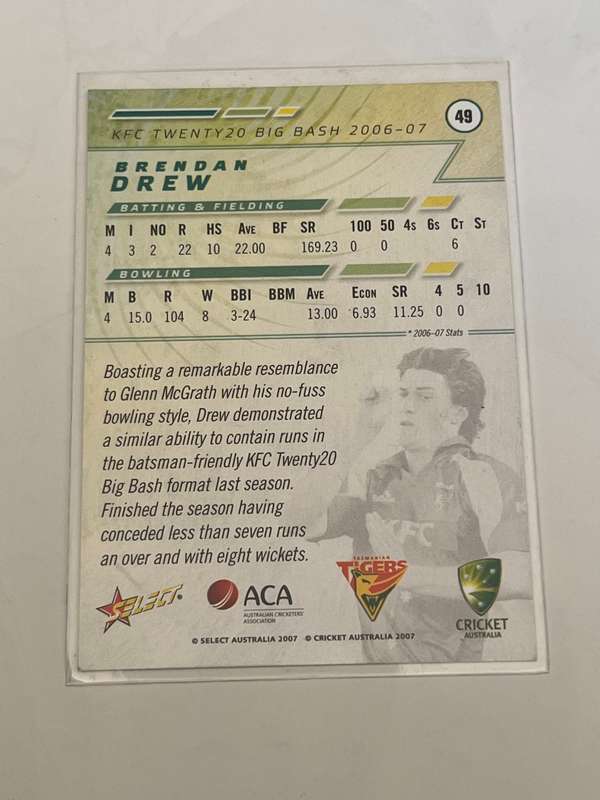 KFC TWENTY20 BIG BASH 2006-07
49
BRENDAN
DREW
BATTING & FIELDING
M I NO R HS AVE BF SR 100 50 4S 6S CT ST
4 3 2 22 10 22.00 169.23 0 0 6
BOWLING
M B R W BBI BBM AVE ECON SR 4 5 10
4 15.0 104 8 3-24 13.00 6.93 11.25 0 0
* 2006-07 Stats
Boasting a remarkable resemblance
to Glenn McGrath with his no-fuss
bowling style, Drew demonstrated
a similar ability to contain runs in
the batsman-friendly KFC Twenty20
Big Bash format last season.
Finished the season having
conceded less than seven runs
an over and with eight wickets.
KFC
SELECT
ACA
AUSTRALIAN CRICKETERS'
ASSOCIATION
TASMANIAN
TIGERS
CRICKET
AUSTRALIA
© SELECT AUSTRALIA 2007 © CRICKET AUSTRALIA 2007